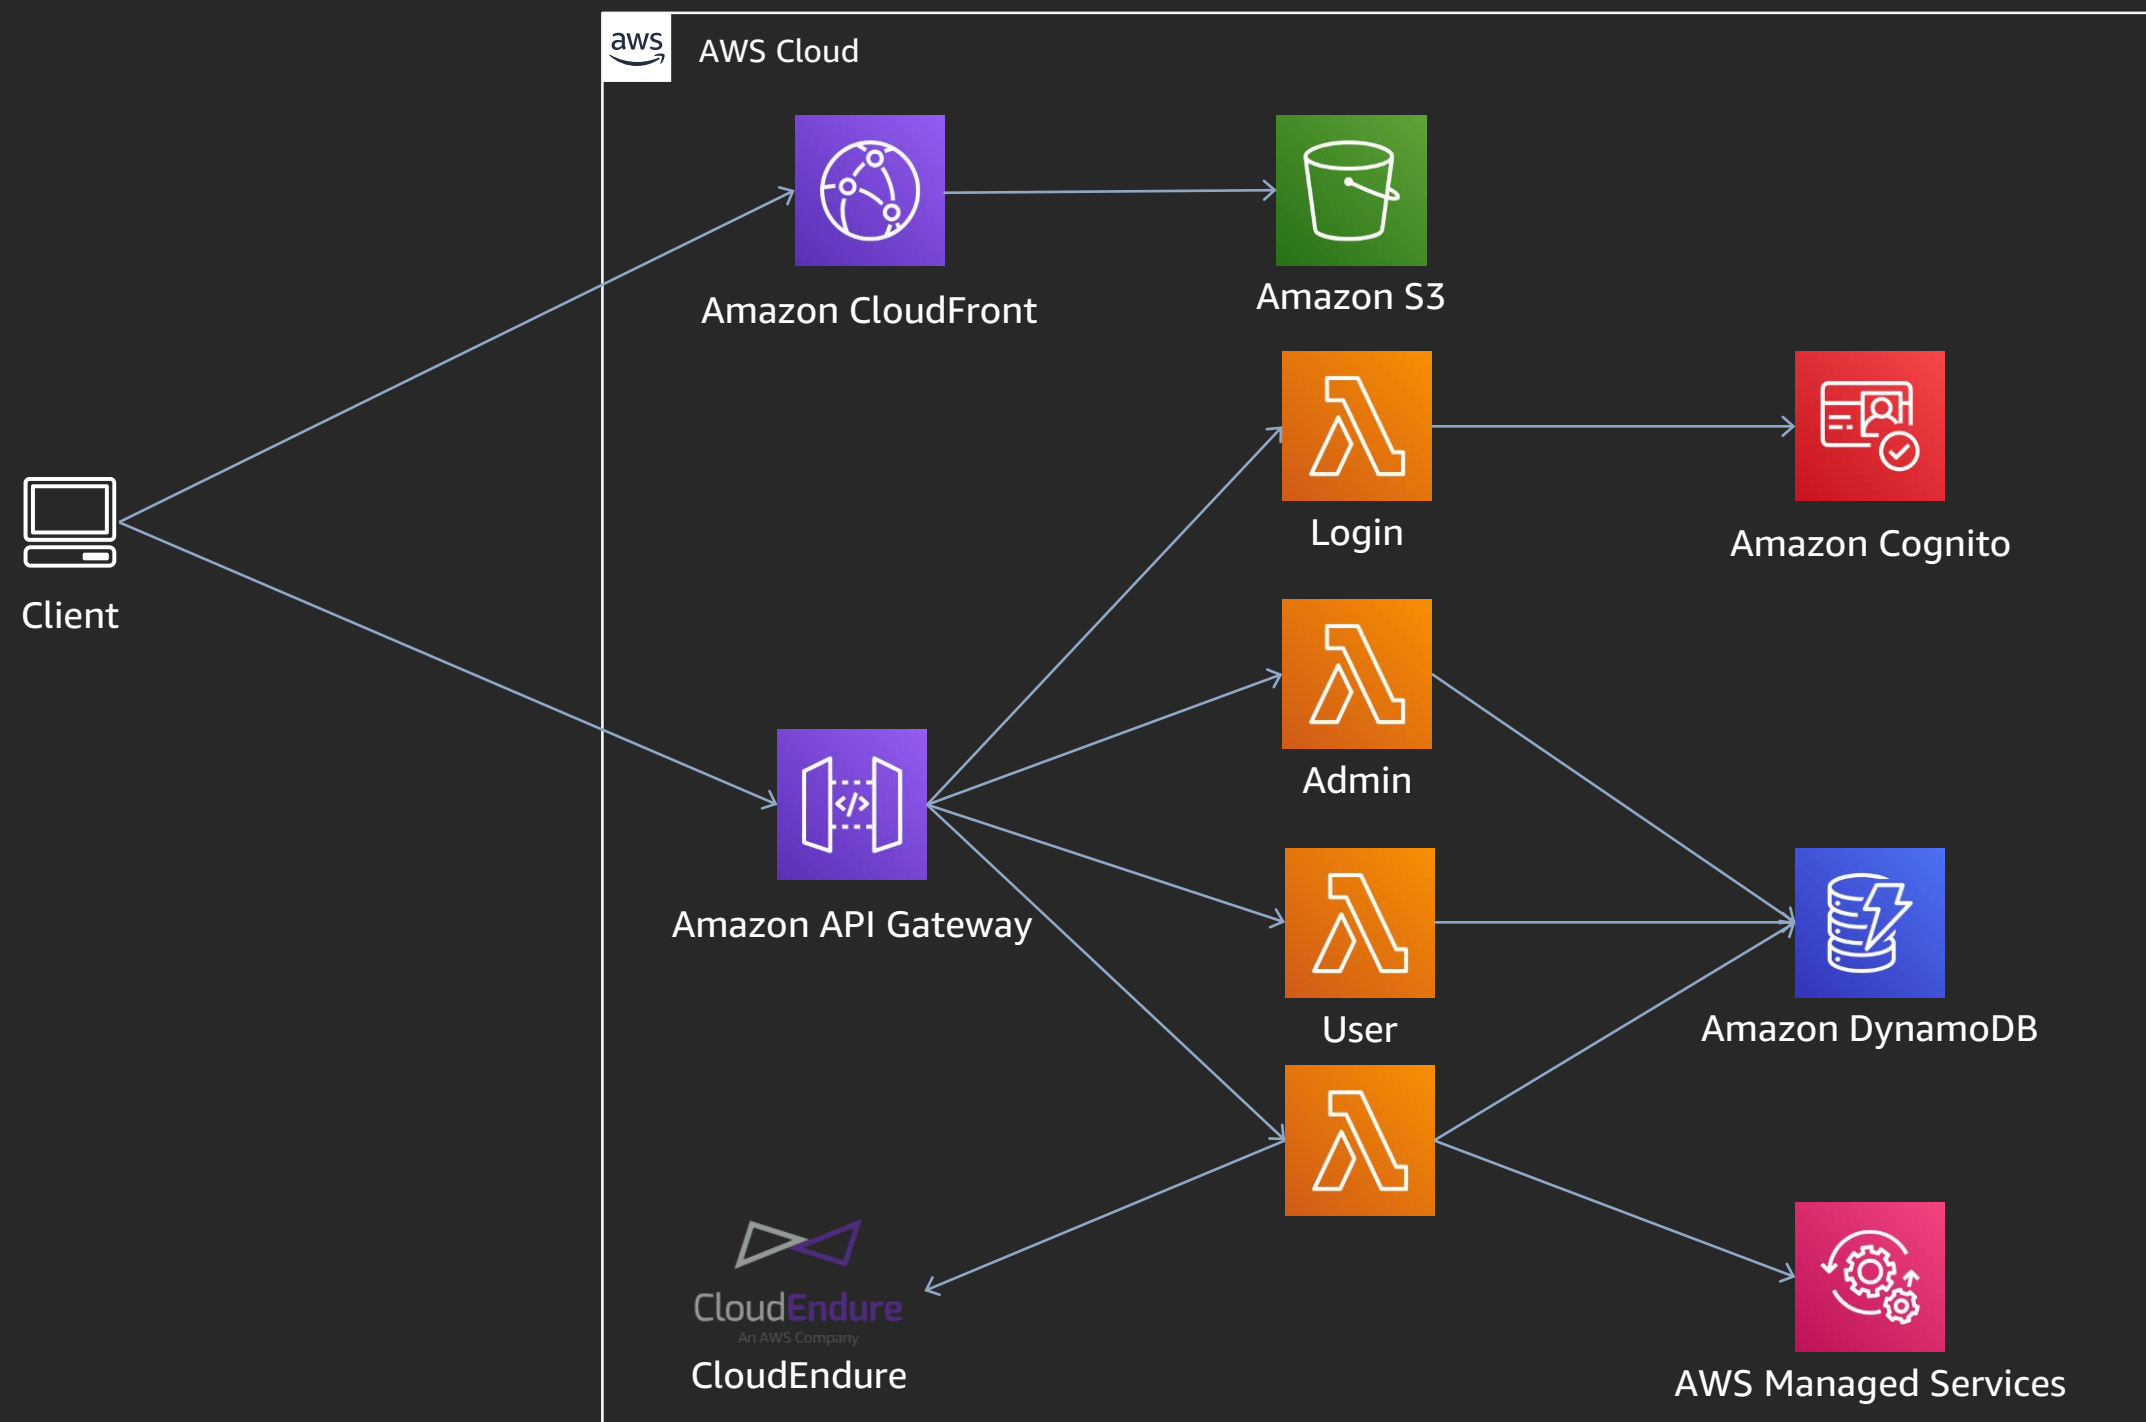 aws
AWS Cloud
Amazon CloudFront
Amazon S3
Login
Amazon Cognito
Client
Admin
</>
Amazon API Gateway
User
Amazon DynamoDB
CloudEndure
An AWS Company
CloudEndure
AWS Managed Services